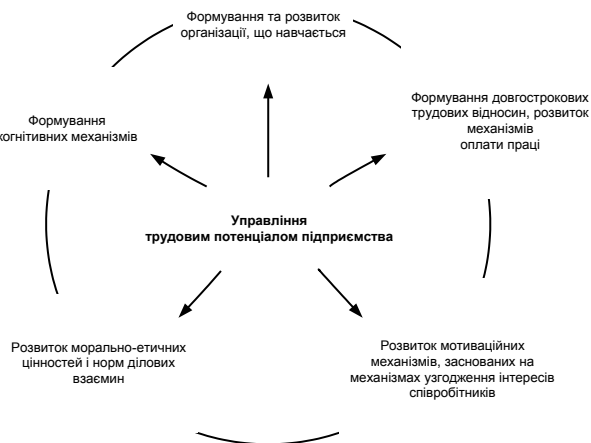 Формування та розвиток
організації, що навчається
Формування
когнітивних механізмів
Формування довгострокових
трудових відносин, розвиток
механізмів
оплати праці
Управління
трудовим потенціалом підприємства
Розвиток морально-етичних
цінностей і норм ділових
взаємин
Розвиток мотиваційних
механізмів, заснованих на
механізмах узгодження інтересів
співробітників